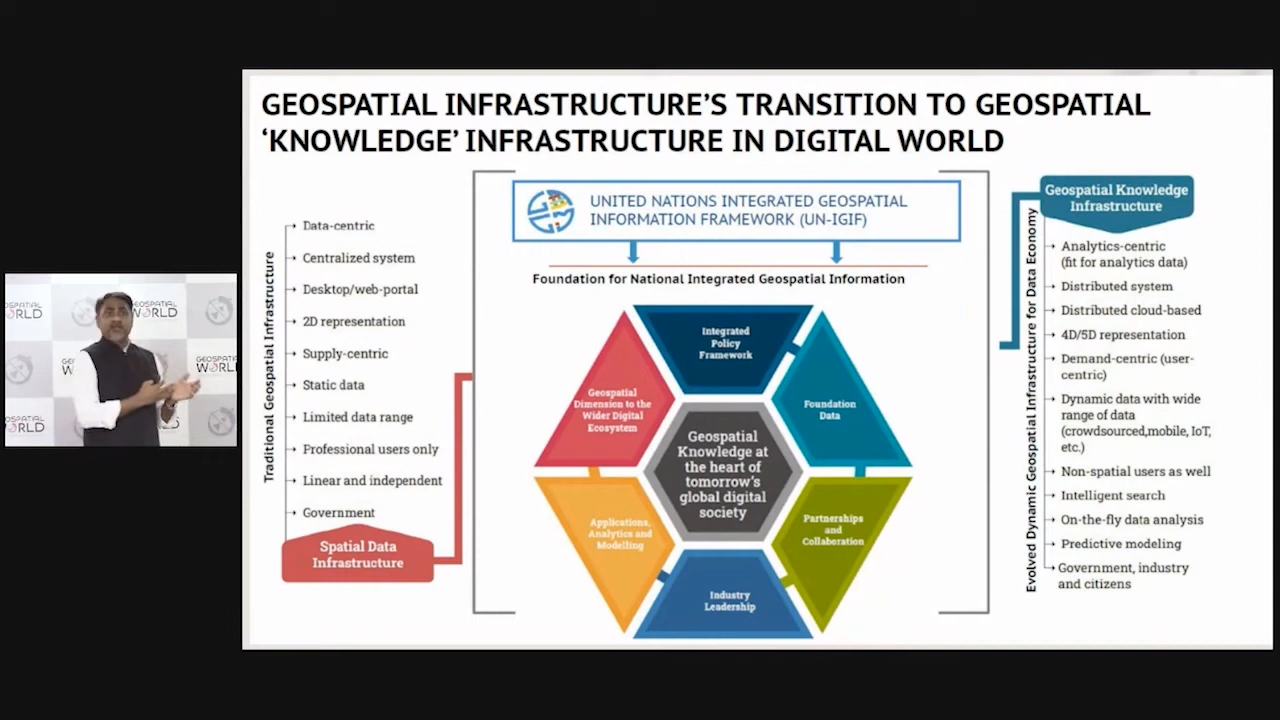 GEOSPATIAL INFRASTRUCTURE'S TRANSITION TO GEOSPATIAL
'KNOWLEDGE' INFRASTRUCTURE IN DIGITAL WORLD
Traditional Geospatial Infrastructure
Data-centric
Centralized system
Desktop/web-portal
2D representation
Supply-centric
Static data
Limited data range
Professional users only
Linear and independent
Government
Spatial Data
Infrastructure
UNITED NATIONS INTEGRATED GEOSPATIAL
INFORMATION FRAMEWORK (UN-IGIF)
Foundation for National Integrated Geospatial Information
Integrated
Policy
Framework
Geospatial
Dimension to the
Wider Digital
Ecosystem
Foundation
Data
Geospatial
Knowledge at
the heart of
tomorrow's
global digital
society
Applications,
Analytics and
Modelling
Partnerships
and
Collaboration
Industry
Leadership
Geospatial Knowledge
Infrastructure
Evolved Dynamic Geospatial Infrastructure for Data Economy
Analytics-centric
(fit for analytics data)
Distributed system
Distributed cloud-based
4D/5D representation
Demand-centric (user-
centric)
Dynamic data with wide
range of data
(crowdsourced,mobile, IoT,
etc.)
Non-spatial users as well
Intelligent search
On-the-fly data analysis
Predictive modeling
Government, industry
and citizens
GEOSPATIAL
WORLD